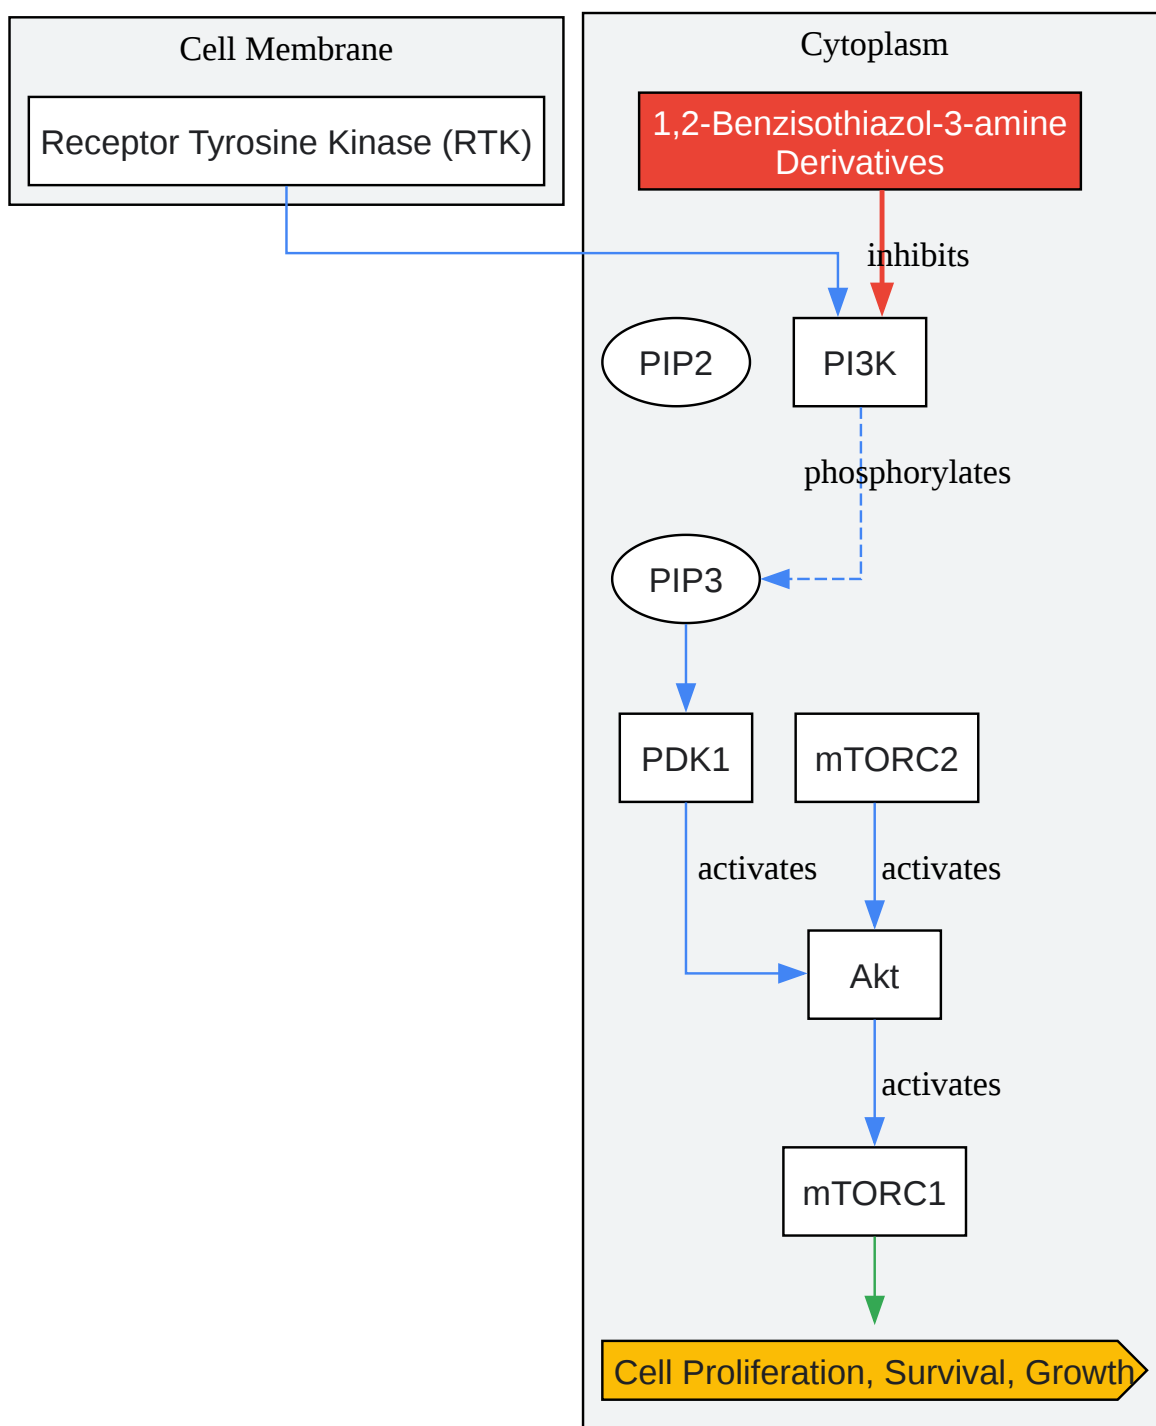 Cell Membrane
Receptor Tyrosine Kinase (RTK)
Cytoplasm
1,2-Benzisothiazol-3-amine
Derivatives
inhibits
PIP2
PI3K
phosphorylates
PIP3
PDK1
mTORC2
activates
activates
Akt
activates
mTORC1
Cell Proliferation, Survival, Growth